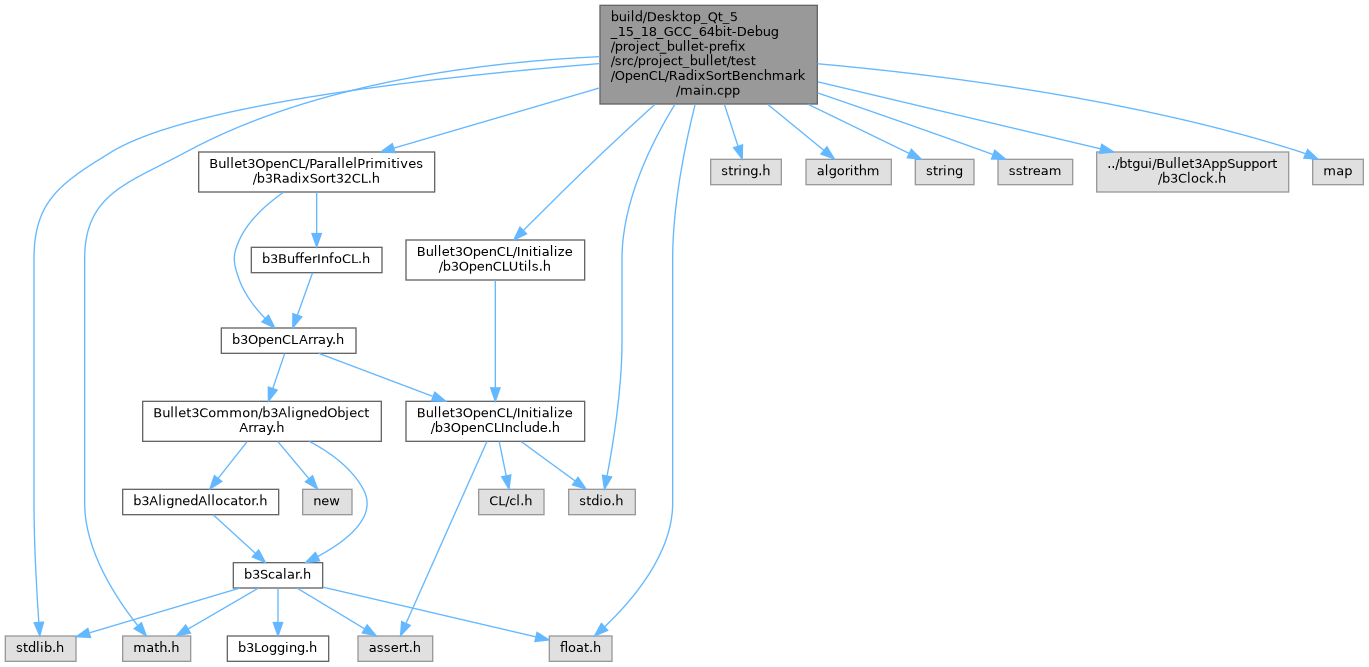 build/Desktop_Qt_5
_15_18_GCC_64bit-Debug
/project_bullet-prefix
/src/project_bullet/test
/OpenCL/RadixSortBenchmark
/main.cpp
Bullet3OpenCL/ParallelPrimitives
/b3RadixSort32CL.h
string.h
algorithm
string
sstream
../btgui/Bullet3AppSupport
/b3Clock.h
map
b3BufferInfoCL.h
Bullet3OpenCL/Initialize
/b3OpenCLUtils.h
b3OpenCLArray.h
Bullet3Common/b3AlignedObject
Array.h
Bullet3OpenCL/Initialize
/b3OpenCLInclude.h
b3AlignedAllocator.h
new
CL/cl.h
stdio.h
b3Scalar.h
stdlib.h
math.h
b3Logging.h
assert.h
float.h